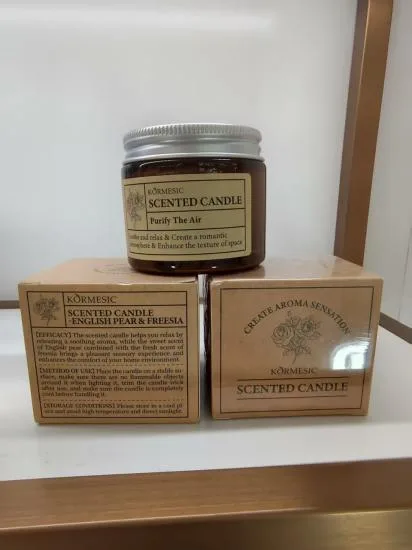 KÖRMESIC
SCENTED CANDLE
Purify The Air
and relax & Create a romantic
& Enhance the texture of space
KÖRMESIC
SCENTED CANDLE
-ENGLISH PEAR & FREESIA
[EFFICACY] The scented candle helps you relax by
releasing a soothing aroma, while the sweet scent
of English pear combined with the fresh scent of
freesia brings a pleasant sensory experience and
enhances the comfort of your home environment.
[METHOD OF USE] Place the candle on a stable su-
rface, make sure there are no flammable objects
around it when lighting it, trim the candle wick
after use, and make sure the candle is completely
cool before handling it.
[STORAGE CONDITIONS] Please store in a cool pl
ace and avoid high temperature and direct sunlight.
CREATE AROMA SENSATION
KÖRMESIC
SCENTED CANDLE